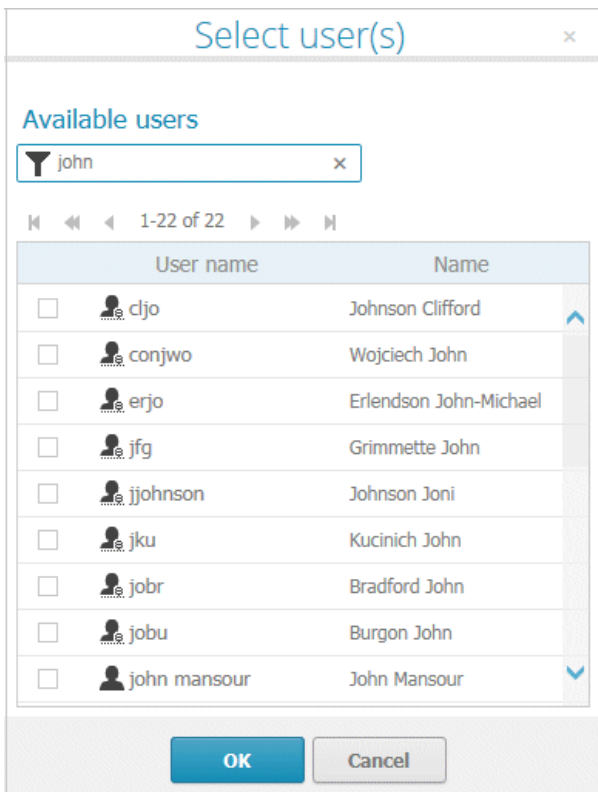 Select user(s)
Available users
john
1-22 of 22
User name Name
cljo Johnson Clifford
conjwo Wojciech John
erjo Erlendson John-Michael
jfg Grimmette John
jjohnson Johnson Joni
jku Kucinich John
jobr Bradford John
jobu Burgon John
john mansour John Mansour
OK Cancel